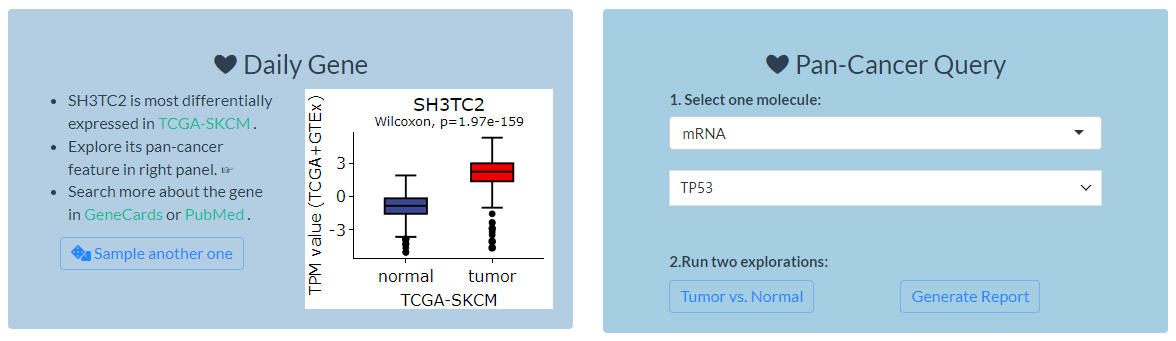 Daily Gene
SH3TC2 is most differentially
expressed in TCGA-SKCM .
Explore its pan-cancer
feature in right panel. ☞
Search more about the gene
in GeneCards or PubMed .
Sample another one
SH3TC2
Wilcoxon, p=1.97e-159
TPM value (TCGA+GTEx)
3
0
-3
normal tumor
TCGA-SKCM
Pan-Cancer Query
1. Select one molecule:
mRNA
TP53
2.Run two explorations:
Tumor vs. Normal
Generate Report